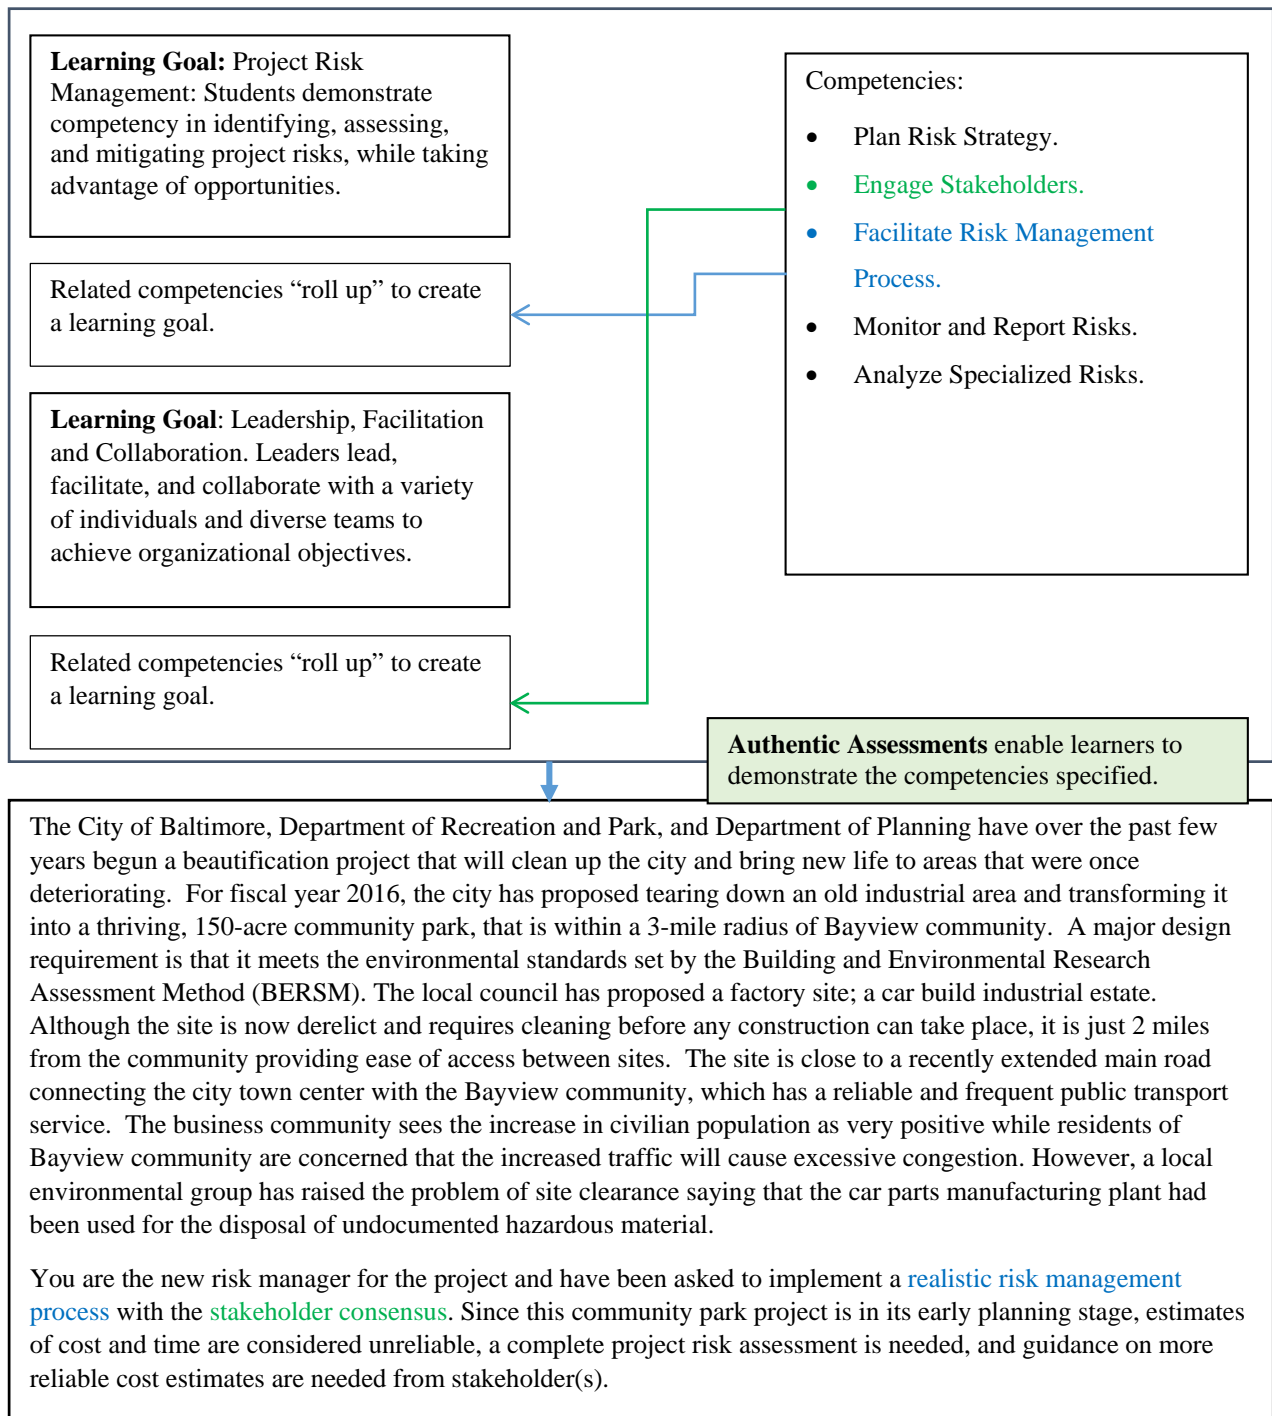 Learning Goal: Project Risk
Management: Students demonstrate
competency in identifying, assessing,
and mitigating project risks, while taking
advantage of opportunities.
Related competencies “roll up” to create
a learning goal.
Learning Goal: Leadership, Facilitation
and Collaboration. Leaders lead,
facilitate, and collaborate with a variety
of individuals and diverse teams to
achieve organizational objectives.
Related competencies “roll up” to create
a learning goal.
Competencies:
• Plan Risk Strategy.
• Engage Stakeholders.
• Facilitate Risk Management
Process.
• Monitor and Report Risks.
• Analyze Specialized Risks.
Authentic Assessments enable learners to
demonstrate the competencies specified.
The City of Baltimore, Department of Recreation and Park, and Department of Planning have over the past few
years begun a beautification project that will clean up the city and bring new life to areas that were once
deteriorating.  For fiscal year 2016, the city has proposed tearing down an old industrial area and transforming it
into a thriving, 150-acre community park, that is within a 3-mile radius of Bayview community.  A major design
requirement is that it meets the environmental standards set by the Building and Environmental Research
Assessment Method (BERSM). The local council has proposed a factory site; a car build industrial estate.
Although the site is now derelict and requires cleaning before any construction can take place, it is just 2 miles
from the community providing ease of access between sites.  The site is close to a recently extended main road
connecting the city town center with the Bayview community, which has a reliable and frequent public transport
service.  The business community sees the increase in civilian population as very positive while residents of
Bayview community are concerned that the increased traffic will cause excessive congestion. However, a local
environmental group has raised the problem of site clearance saying that the car parts manufacturing plant had
been used for the disposal of undocumented hazardous material.
You are the new risk manager for the project and have been asked to implement a realistic risk management
process with the stakeholder consensus. Since this community park project is in its early planning stage, estimates
of cost and time are considered unreliable, a complete project risk assessment is needed, and guidance on more
reliable cost estimates are needed from stakeholder(s).